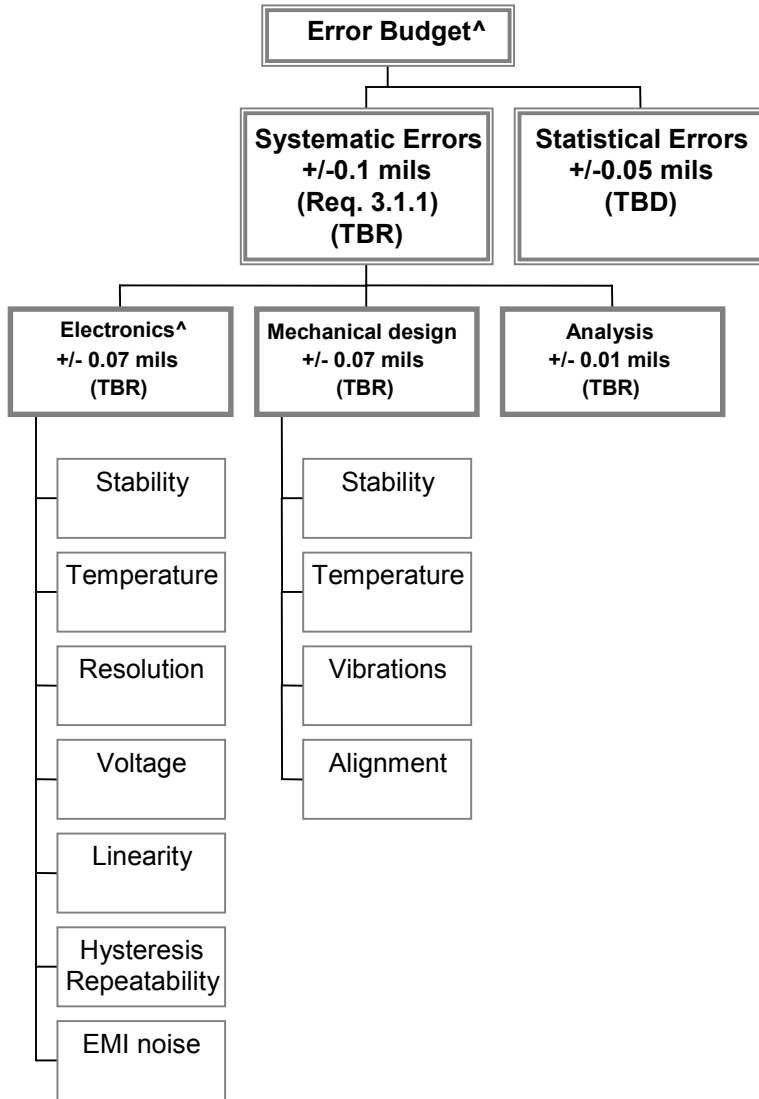 Error Budget^
Systematic Errors
+/-0.1 mils
(Req. 3.1.1)
(TBR)
Statistical Errors
+/-0.05 mils
(TBD)
Electronics^
+/- 0.07 mils
(TBR)
Mechanical design
+/- 0.07 mils
(TBR)
Analysis
+/- 0.01 mils
(TBR)
Stability
Temperature
Resolution
Voltage
Linearity
Hysteresis
Repeatability
EMI noise
Stability
Temperature
Vibrations
Alignment